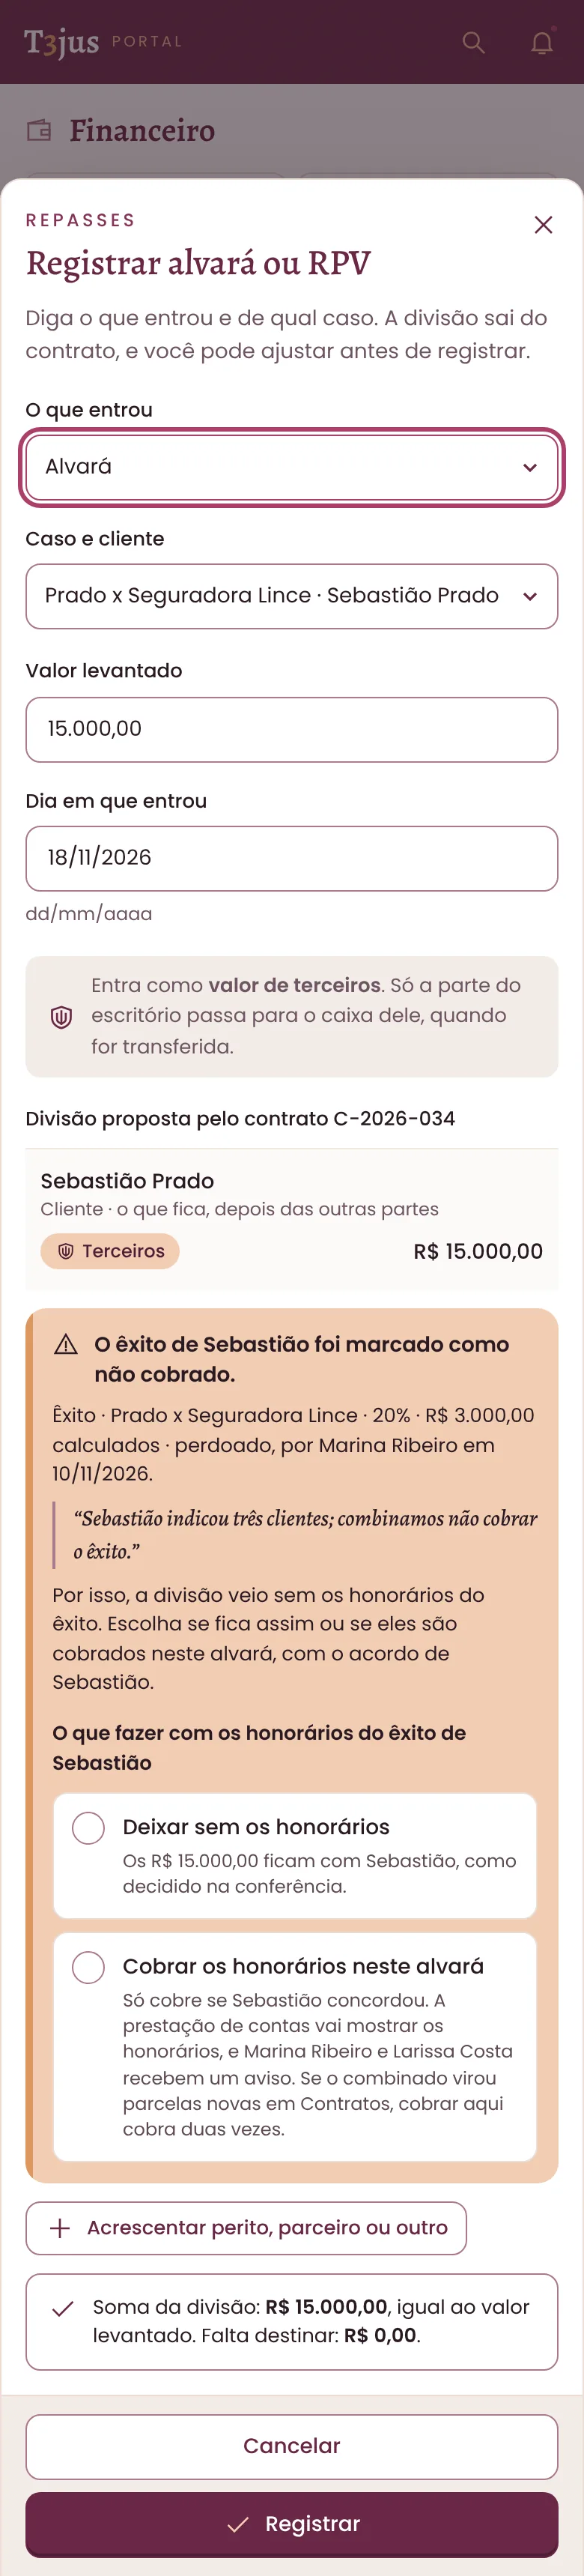 T3jus PORTAL
Financeiro
REPASSES
Registrar alvará ou RPV
Diga o que entrou e de qual caso. A divisão sai do
contrato, e você pode ajustar antes de registrar.
O que entrou
Alvará
Caso e cliente
Prado x Seguradora Lince · Sebastião Prado
Valor levantado
15.000,00
Dia em que entrou
18/11/2026
dd/mm/aaaa
Entra como valor de terceiros. Só a parte do
escritório passa para o caixa dele, quando
for transferida.
Divisão proposta pelo contrato C-2026-034
Sebastião Prado
Cliente · o que fica, depois das outras partes
Terceiros
R$ 15.000,00
O êxito de Sebastião foi marcado como
não cobrado.
Êxito · Prado x Seguradora Lince · 20% · R$ 3.000,00
calculados · perdoado, por Marina Ribeiro em
10/11/2026.
“Sebastião indicou três clientes; combinamos não cobrar
o êxito.”
Por isso, a divisão veio sem os honorários do
êxito. Escolha se fica assim ou se eles são
cobrados neste alvará, com o acordo de
Sebastião.
O que fazer com os honorários do êxito de
Sebastião
Deixar sem os honorários
Os R$ 15.000,00 ficam com Sebastião, como
decidido na conferência.
Cobrar os honorários neste alvará
Só cobre se Sebastião concordou. A
prestação de contas vai mostrar os
honorários, e Marina Ribeiro e Larissa Costa
recebem um aviso. Se o combinado virou
parcelas novas em Contratos, cobrar aqui
cobra duas vezes.
Acrescentar perito, parceiro ou outro
Soma da divisão: R$ 15.000,00, igual ao valor
levantado. Falta destinar: R$ 0,00.
Cancelar
Registrar